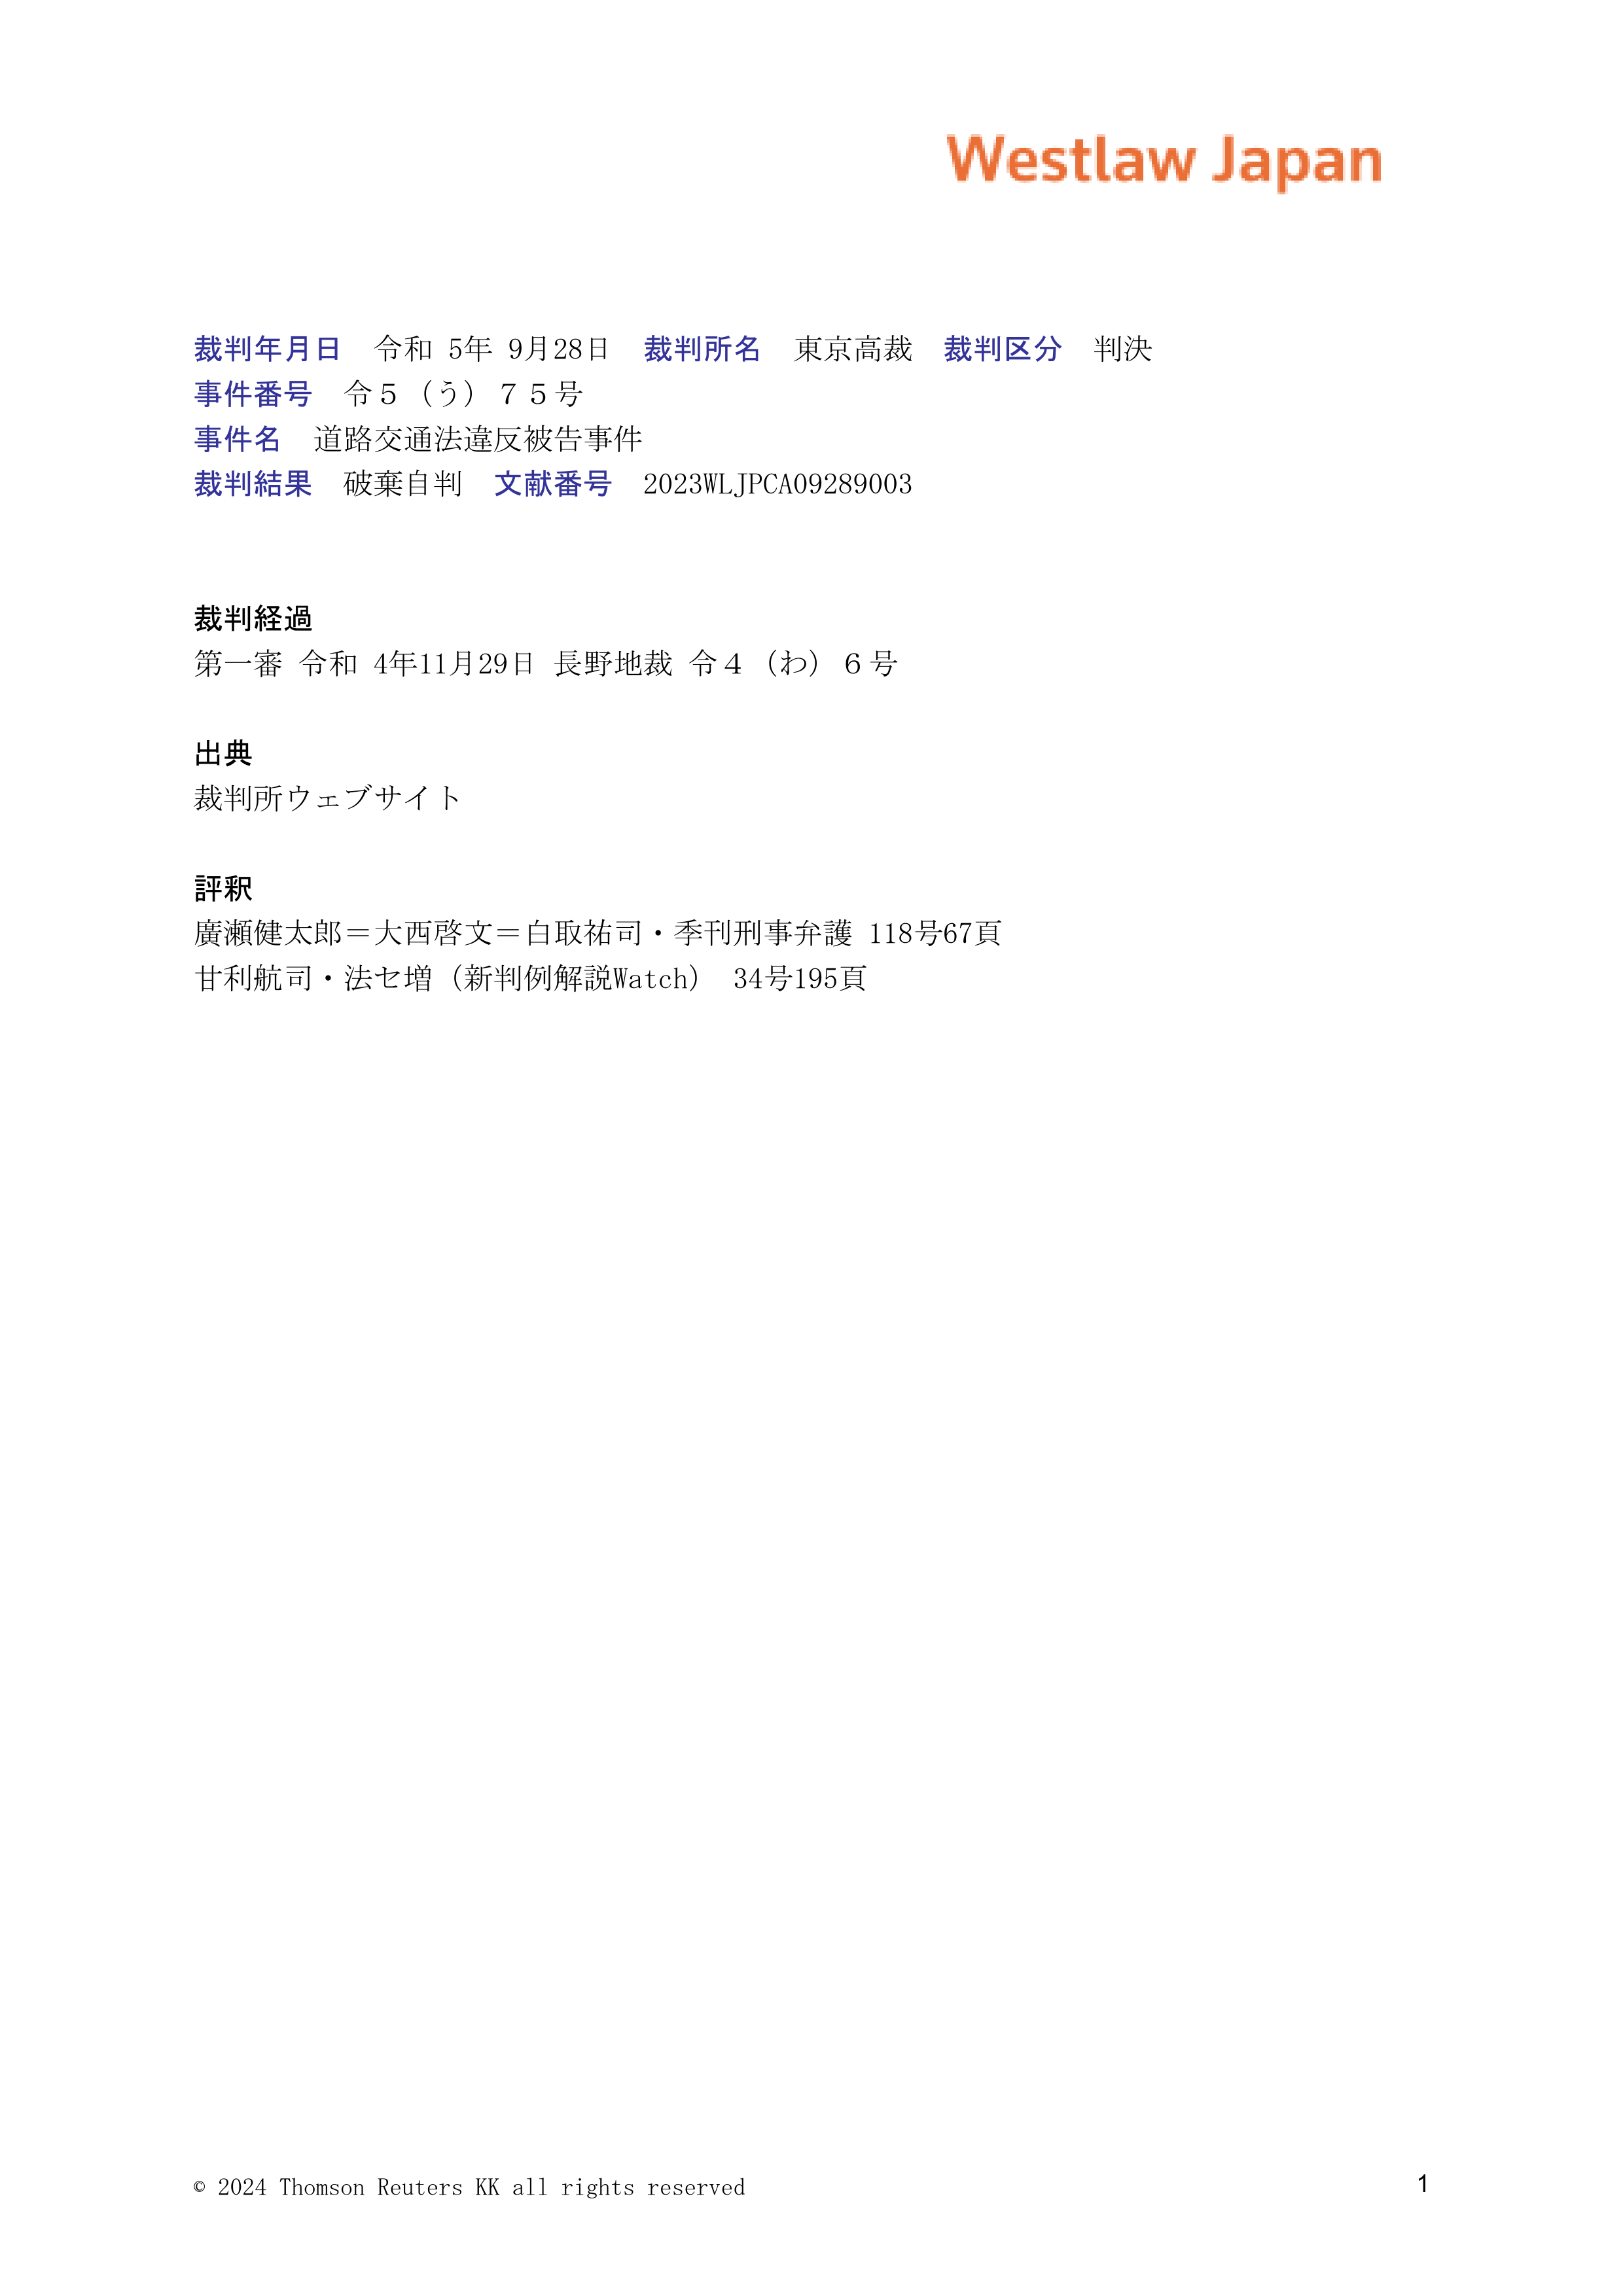 Westlaw Japan
裁判年月日　令和 5年 9月28日　裁判所名　東京高裁　裁判区分　判決
事件番号　令５（う）７５号
事件名　道路交通法違反被告事件
裁判結果　破棄自判　文献番号　2023WLJPCA09289003
裁判経過
第一審 令和 4年11月29日 長野地裁 令４（わ）６号
出典
裁判所ウェブサイト
評釈
廣瀬健太郎＝大西啓文＝白取祐司・季刊刑事弁護 118号67頁
甘利航司・法セ増（新判例解説Watch） 34号195頁
© 2024 Thomson Reuters KK all rights reserved
1